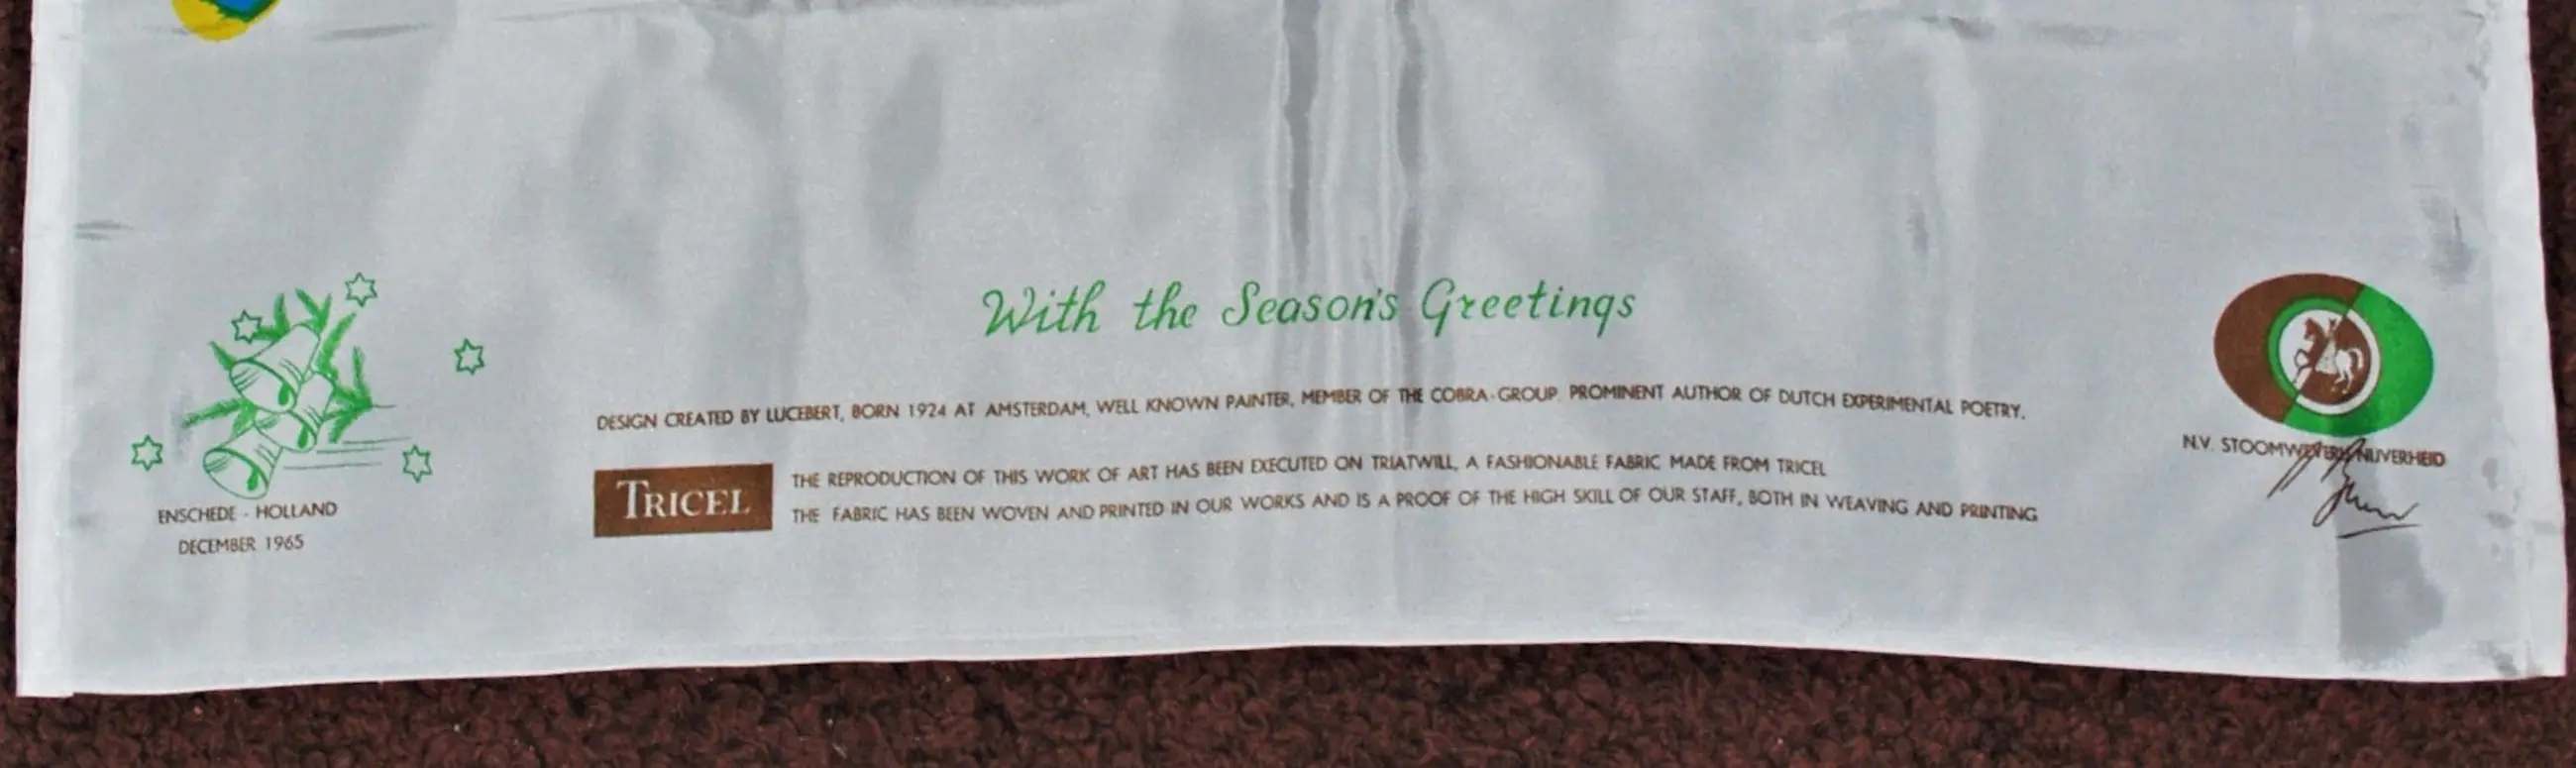 With the Season's Greetings
DESIGN CREATED BY LUCEBERT, BORN 1924 AT AMSTERDAM, WELL KNOWN PAINTER, MEMBER OF THE COBRA-GROUP. PROMINENT AUTHOR OF DUTCH EXPERIMENTAL POETRY.
TRICEL
THE REPRODUCTION OF THIS WORK OF ART HAS BEEN EXECUTED ON TRIATWILL, A FASHIONABLE FABRIC MADE FROM TRICEL
THE FABRIC HAS BEEN WOVEN AND PRINTED IN OUR WORKS AND IS A PROOF OF THE HIGH SKILL OF OUR STAFF, BOTH IN WEAVING AND PRINTING
ENSCHEDE - HOLLAND
DECEMBER 1965
N.V. STOOMWEVERIJ NIJVERHEID